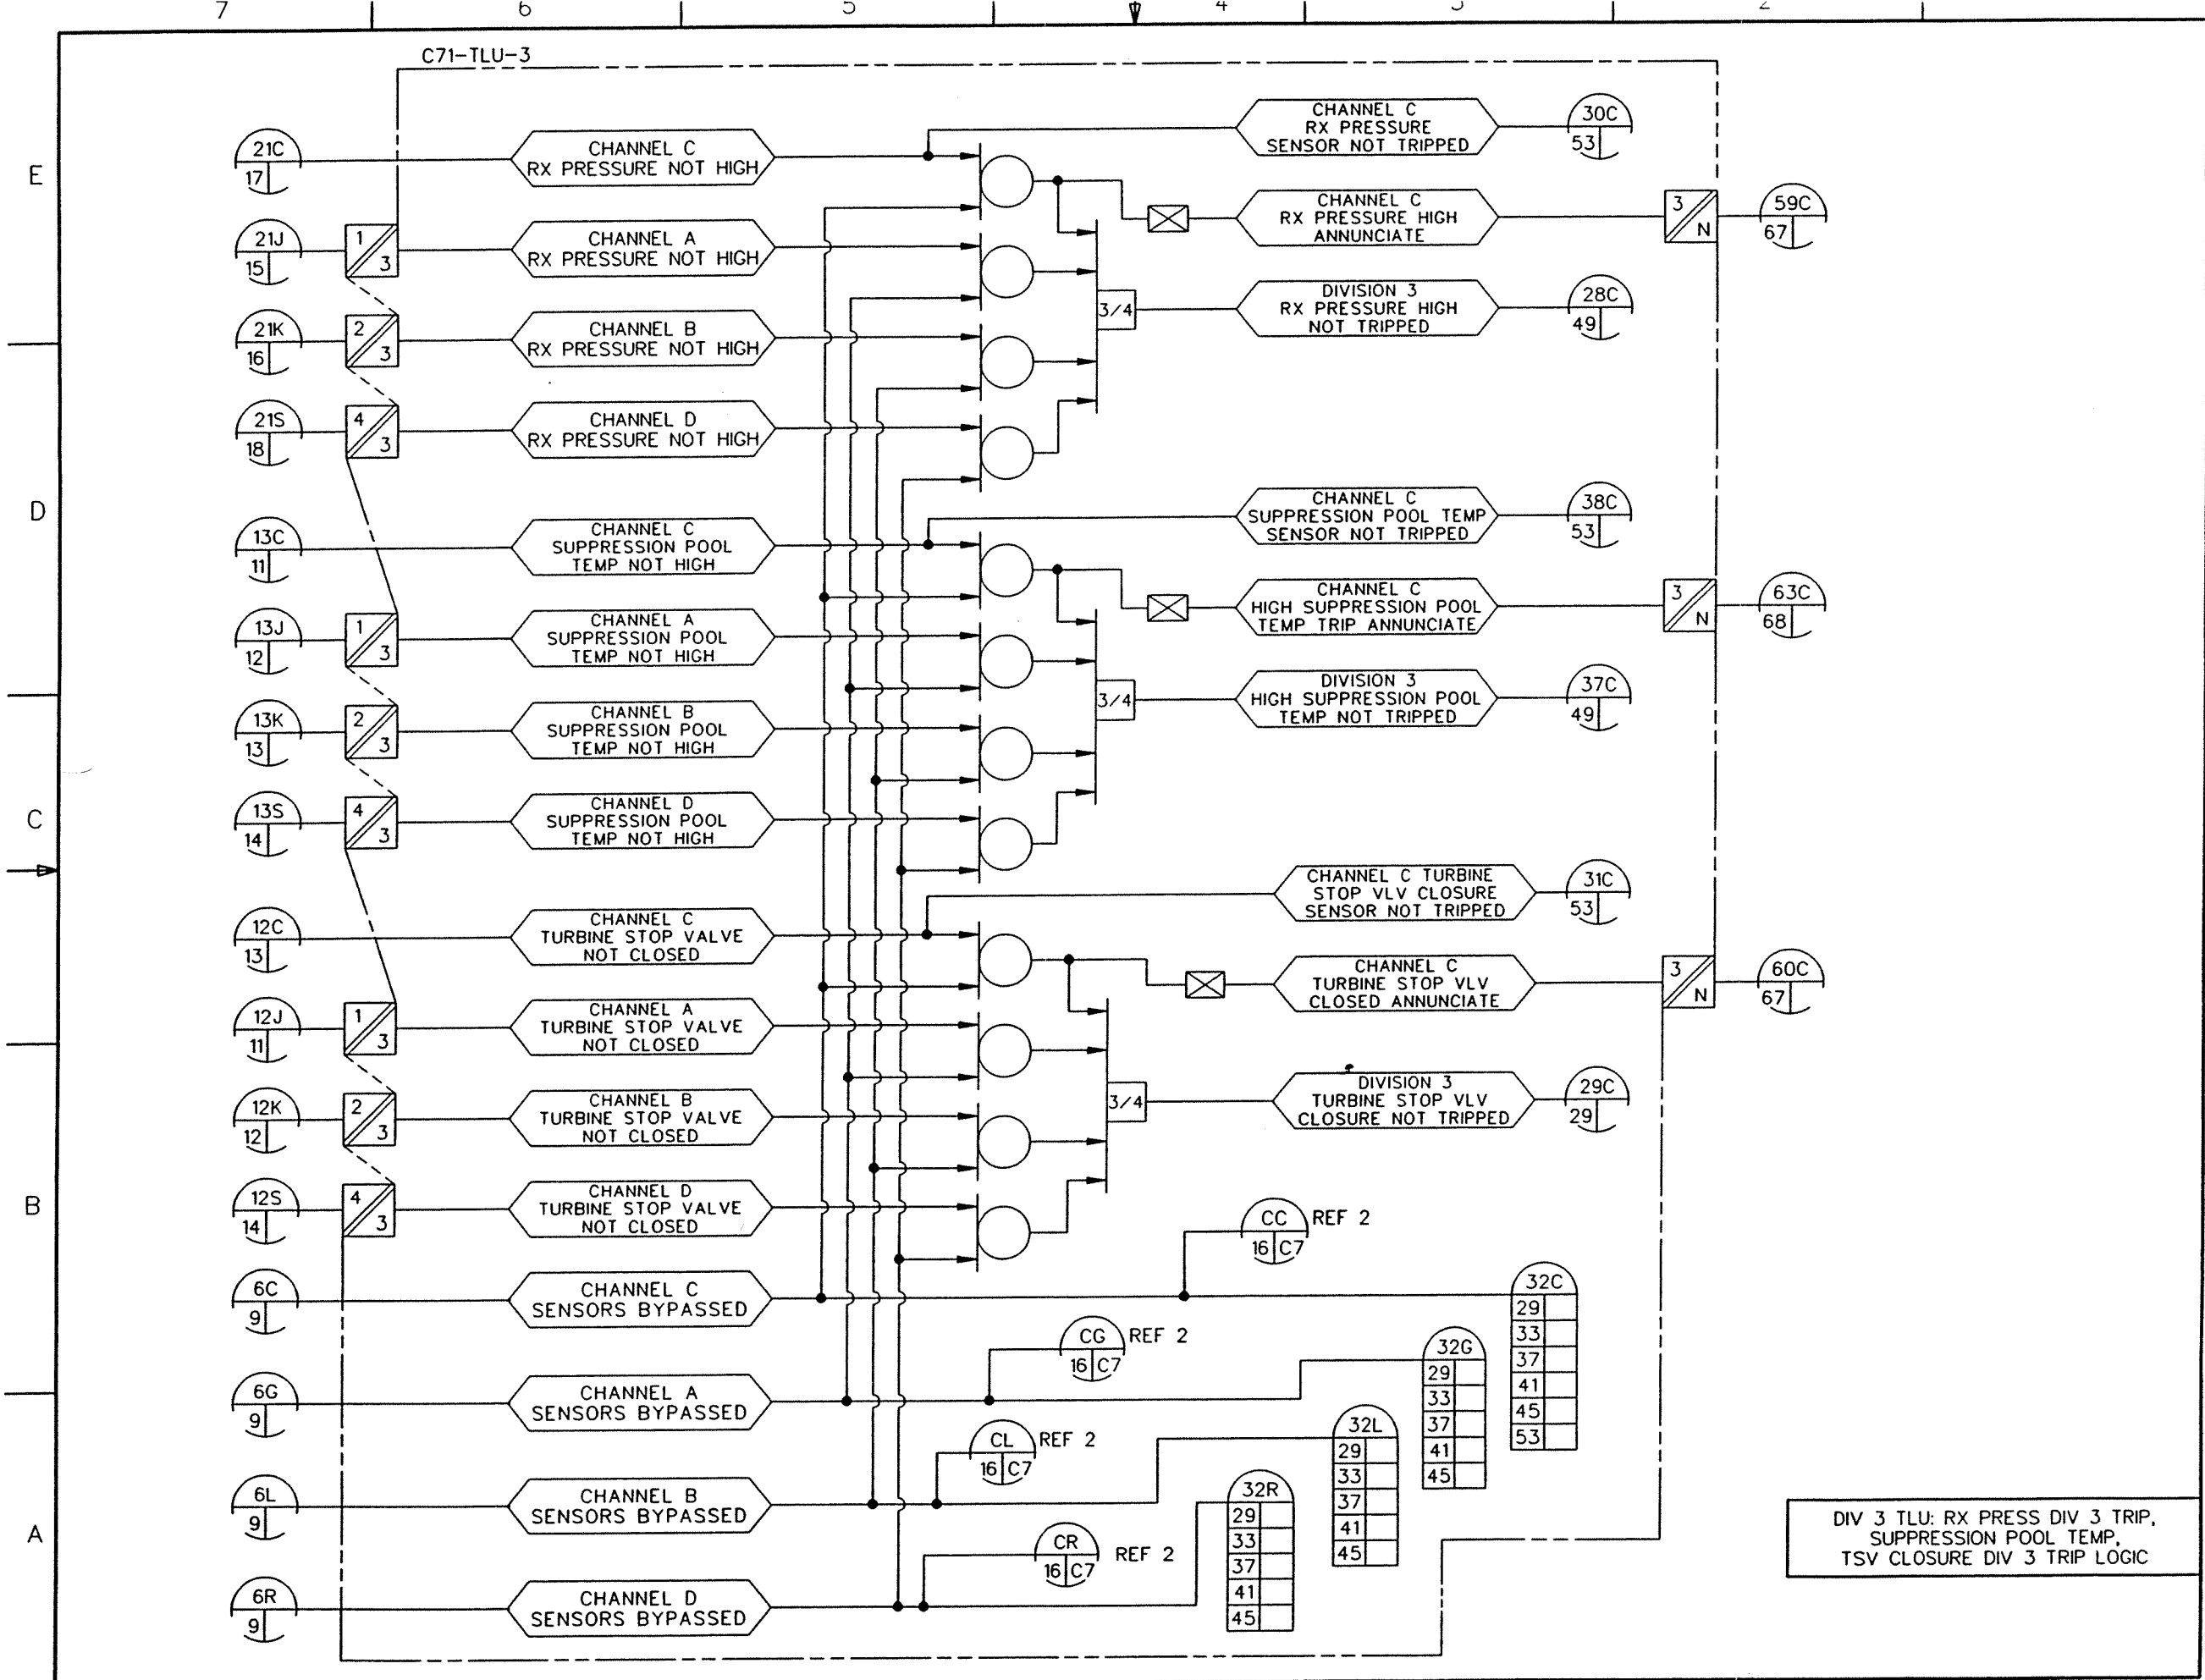 7 6 5 4 3 2
C71-TLU-3
E
D
C
B
A
21C
17
CHANNEL C
RX PRESSURE NOT HIGH
CHANNEL C
RX PRESSURE
SENSOR NOT TRIPPED
30C
53
21J
15
1
3
CHANNEL A
RX PRESSURE NOT HIGH
CHANNEL C
RX PRESSURE HIGH
ANNUNCIATE
3
N
59C
67
21K
16
2
3
CHANNEL B
RX PRESSURE NOT HIGH
3/4
DIVISION 3
RX PRESSURE HIGH
NOT TRIPPED
28C
49
21S
18
4
3
CHANNEL D
RX PRESSURE NOT HIGH
13C
11
CHANNEL C
SUPPRESSION POOL
TEMP NOT HIGH
CHANNEL C
SUPPRESSION POOL TEMP
SENSOR NOT TRIPPED
38C
53
13J
12
1
3
CHANNEL A
SUPPRESSION POOL
TEMP NOT HIGH
CHANNEL C
HIGH SUPPRESSION POOL
TEMP TRIP ANNUNCIATE
3
N
63C
68
13K
13
2
3
CHANNEL B
SUPPRESSION POOL
TEMP NOT HIGH
3/4
DIVISION 3
HIGH SUPPRESSION POOL
TEMP NOT TRIPPED
37C
49
13S
14
4
3
CHANNEL D
SUPPRESSION POOL
TEMP NOT HIGH
12C
13
CHANNEL C
TURBINE STOP VALVE
NOT CLOSED
CHANNEL C TURBINE
STOP VLV CLOSURE
SENSOR NOT TRIPPED
31C
53
12J
11
1
3
CHANNEL A
TURBINE STOP VALVE
NOT CLOSED
CHANNEL C
TURBINE STOP VLV
CLOSED ANNUNCIATE
3
N
60C
67
12K
12
2
3
CHANNEL B
TURBINE STOP VALVE
NOT CLOSED
3/4
DIVISION 3
TURBINE STOP VLV
CLOSURE NOT TRIPPED
29C
29
12S
14
4
3
CHANNEL D
TURBINE STOP VALVE
NOT CLOSED
6C
9
CHANNEL C
SENSORS BYPASSED
CC
16 C7
REF 2
32C
29
33
37
41
45
53
6G
9
CHANNEL A
SENSORS BYPASSED
CG
16 C7
REF 2
32G
29
33
37
41
45
6L
9
CHANNEL B
SENSORS BYPASSED
CL
16 C7
REF 2
32L
29
33
37
41
45
6R
9
CHANNEL D
SENSORS BYPASSED
CR
16 C7
REF 2
32R
29
33
37
41
45
DIV 3 TLU: RX PRESS DIV 3 TRIP,
SUPPRESSION POOL TEMP,
TSV CLOSURE DIV 3 TRIP LOGIC